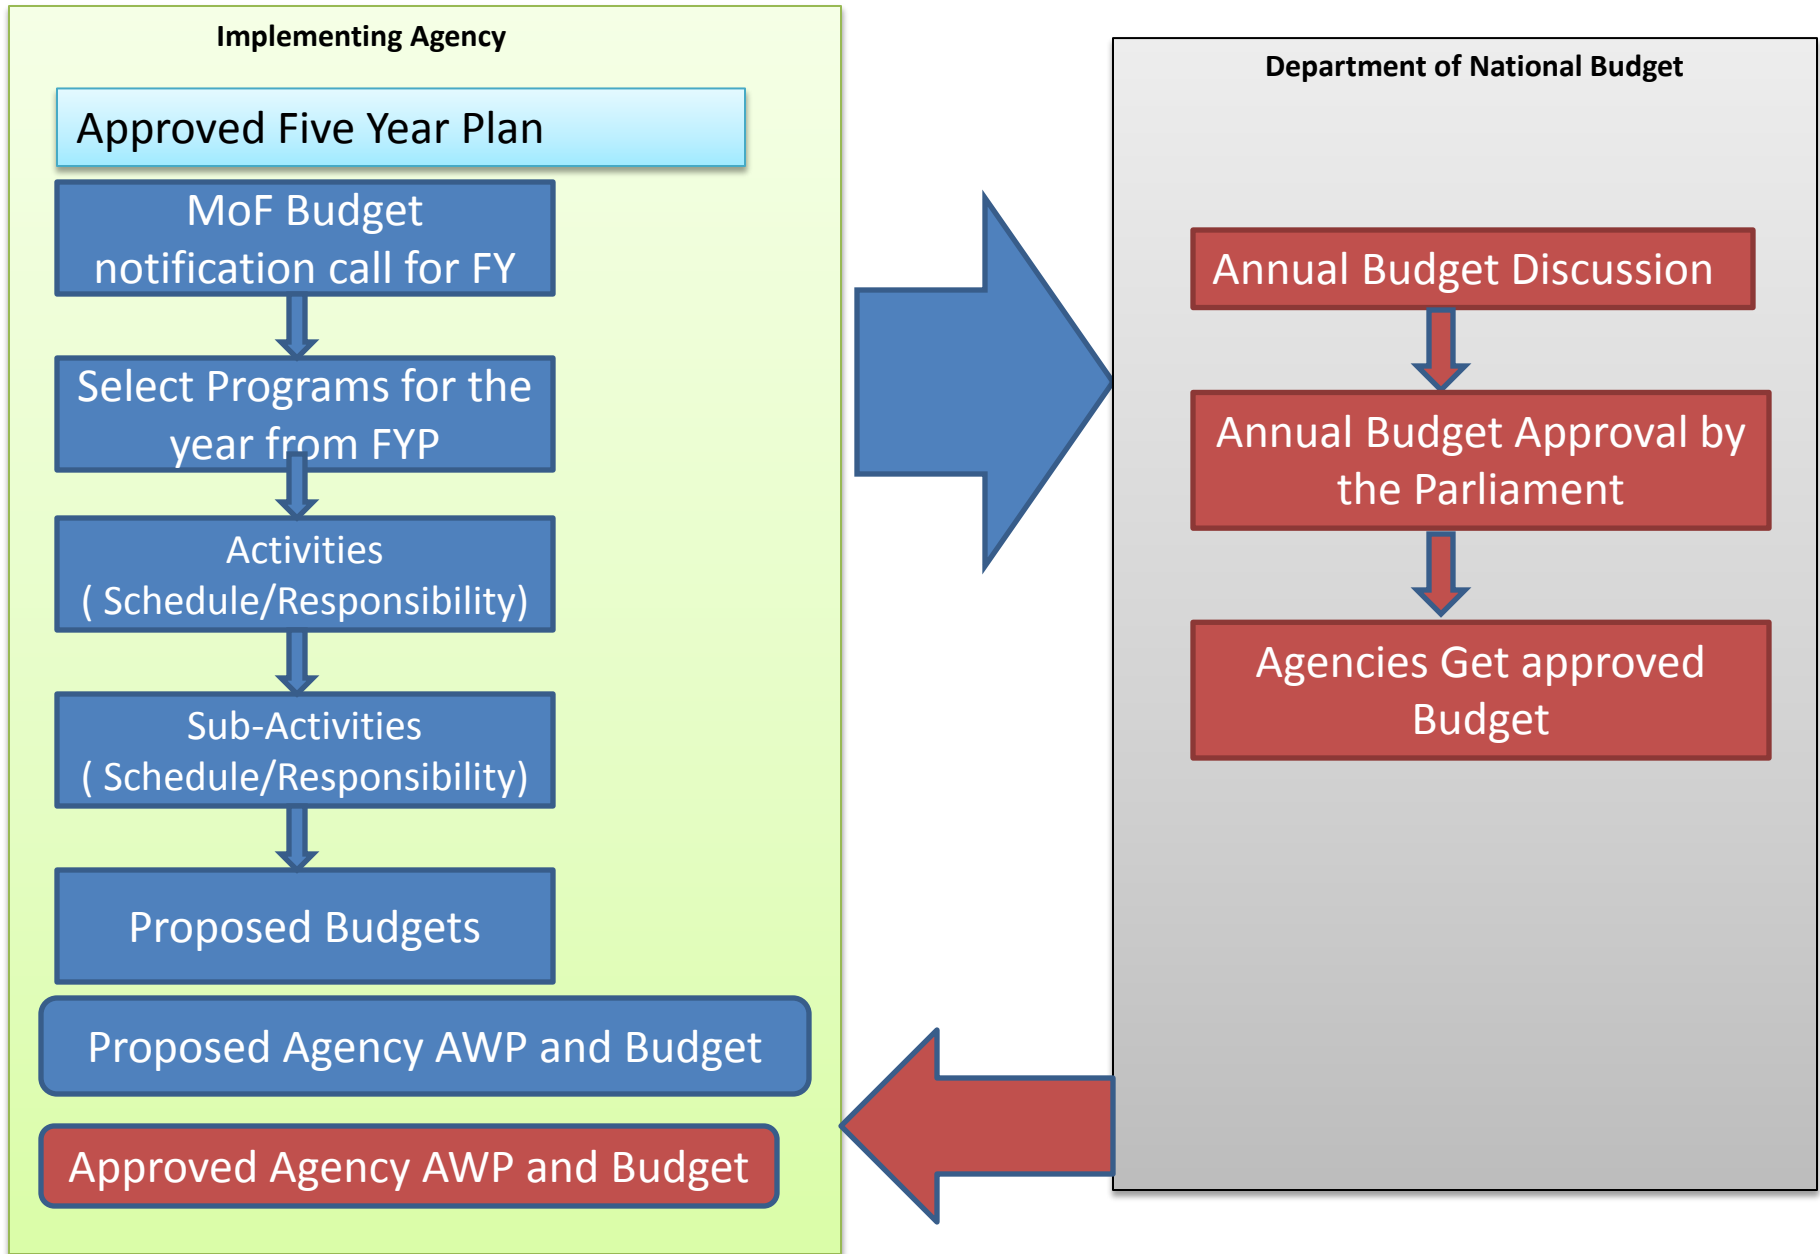 Implementing Agency
Approved Five Year Plan
MoF Budget
notification call for FY
Select Programs for the
year from FYP
Activities
( Schedule/Responsibility)
Sub-Activities
( Schedule/Responsibility)
Proposed Budgets
Proposed Agency AWP and Budget
Approved Agency AWP and Budget
Department of National Budget
Annual Budget Discussion
Annual Budget Approval by
the Parliament
Agencies Get approved
Budget